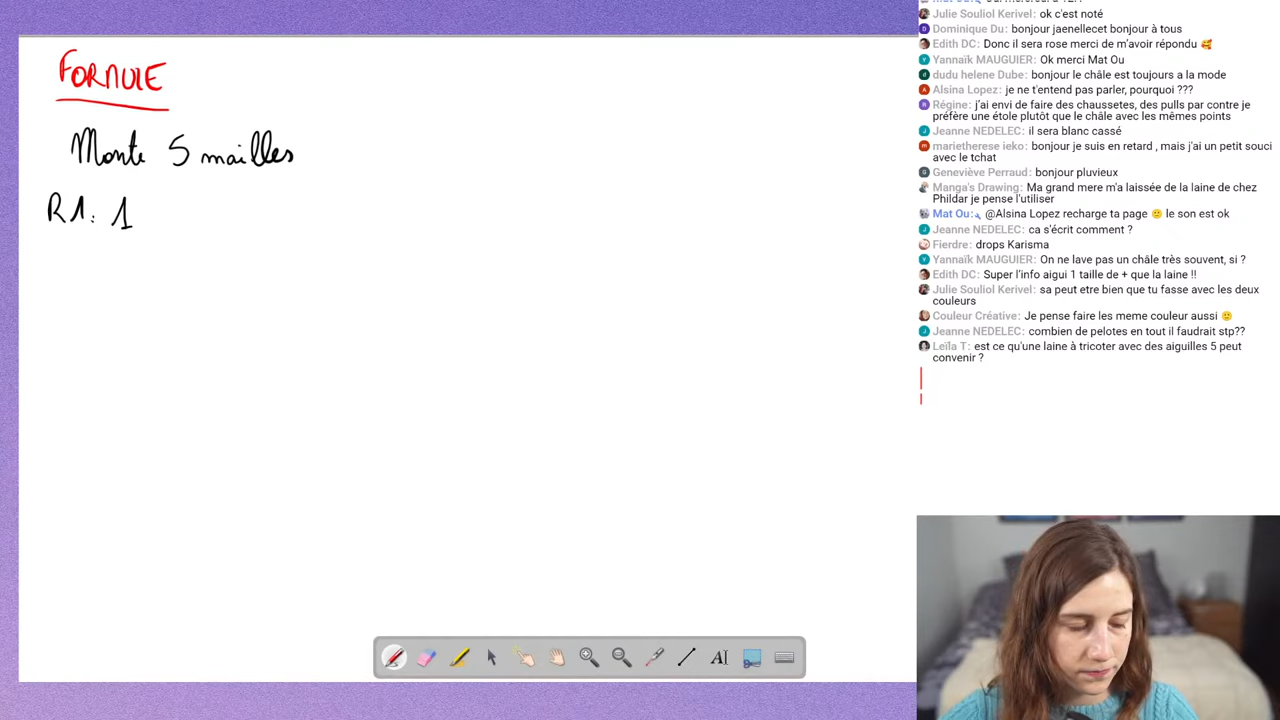 FORMULE
Monte 5 mailles
R1: 1
Julie Souliol Kerivel: ok c'est noté
Dominique Du: bonjour jaenellecet bonjour à tous
Edith DC: Donc il sera rose merci de m'avoir répondu 🥰
Yannaïk MAUGUIER: Ok merci Mat Ou
dudu helene Dube: bonjour le châle est toujours a la mode
Alsina Lopez: je ne t'entend pas parler, pourquoi ???
Régine: j'ai envi de faire des chaussetes, des pulls par contre je
préfère une étole plutôt que le châle avec les mêmes points
Jeanne NEDELEC: il sera blanc cassé
marietherese ieko: bonjour je suis en retard , mais j'ai un petit souci
avec le tchat
Geneviève Perraud: bonjour pluvieux
Manga's Drawing: Ma grand mere m'a laissée de la laine de chez
Phildar je pense l'utiliser
Mat Ou: @Alsina Lopez recharge ta page 🙂 le son est ok
Jeanne NEDELEC: ca s'écrit comment ?
Fierdre: drops Karisma
Yannaïk MAUGUIER: On ne lave pas un châle très souvent, si ?
Edith DC: Super l'info aigui 1 taille de + que la laine !!
Julie Souliol Kerivel: sa peut etre bien que tu fasse avec les deux
couleurs
Couleur Créative: Je pense faire les meme couleur aussi 🙂
Jeanne NEDELEC: combien de pelotes en tout il faudrait stp??
Leïla T: est ce qu'une laine à tricoter avec des aiguilles 5 peut
convenir ?
AI